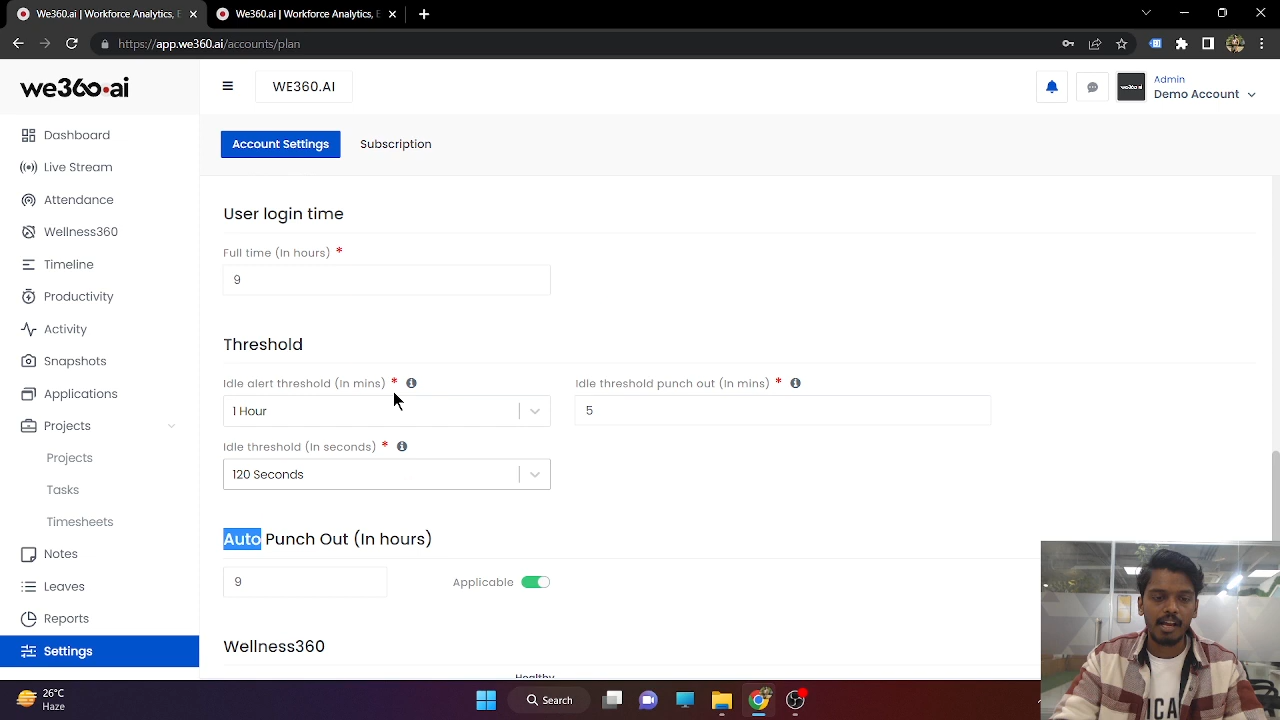 We360.ai | Workforce Analytics, E
We360.ai | Workforce Analytics, E
https://app.we360.ai/accounts/plan
we360.ai
WE360.AI
Admin
Demo Account
Dashboard
Live Stream
Attendance
Wellness360
Timeline
Productivity
Activity
Snapshots
Applications
Projects
Projects
Tasks
Timesheets
Notes
Leaves
Reports
Settings
Account Settings
Subscription
User login time
Full time (In hours) *
9
Threshold
Idle alert threshold (In mins) *
1 Hour
Idle threshold punch out (In mins) *
5
Idle threshold (In seconds) *
120 Seconds
Auto Punch Out (In hours)
9
Applicable
Wellness360
Healthy
26°C
Haze
Search